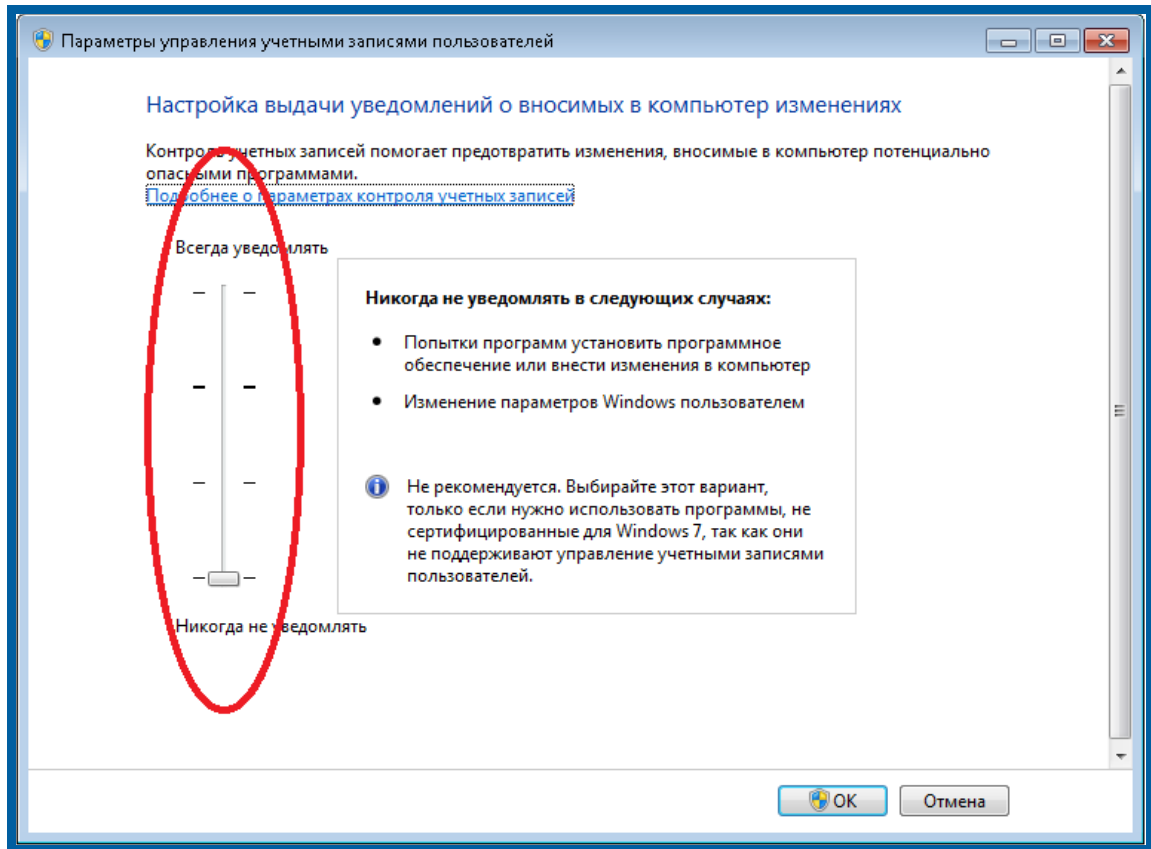 Параметры управления учетными записями пользователей
Настройка выдачи уведомлений о вносимых в компьютер изменениях
Контроль учетных записей помогает предотвратить изменения, вносимые в компьютер потенциально
опасными программами.
Подробнее о параметрах контроля учетных записей
Всегда уведомлять
Никогда не уведомлять в следующих случаях:
Попытки программ установить программное
обеспечение или внести изменения в компьютер
Изменение параметров Windows пользователем
Не рекомендуется. Выбирайте этот вариант,
только если нужно использовать программы, не
сертифицированные для Windows 7, так как они
не поддерживают управление учетными записями
пользователей.
Никогда не уведомлять
OK
Отмена